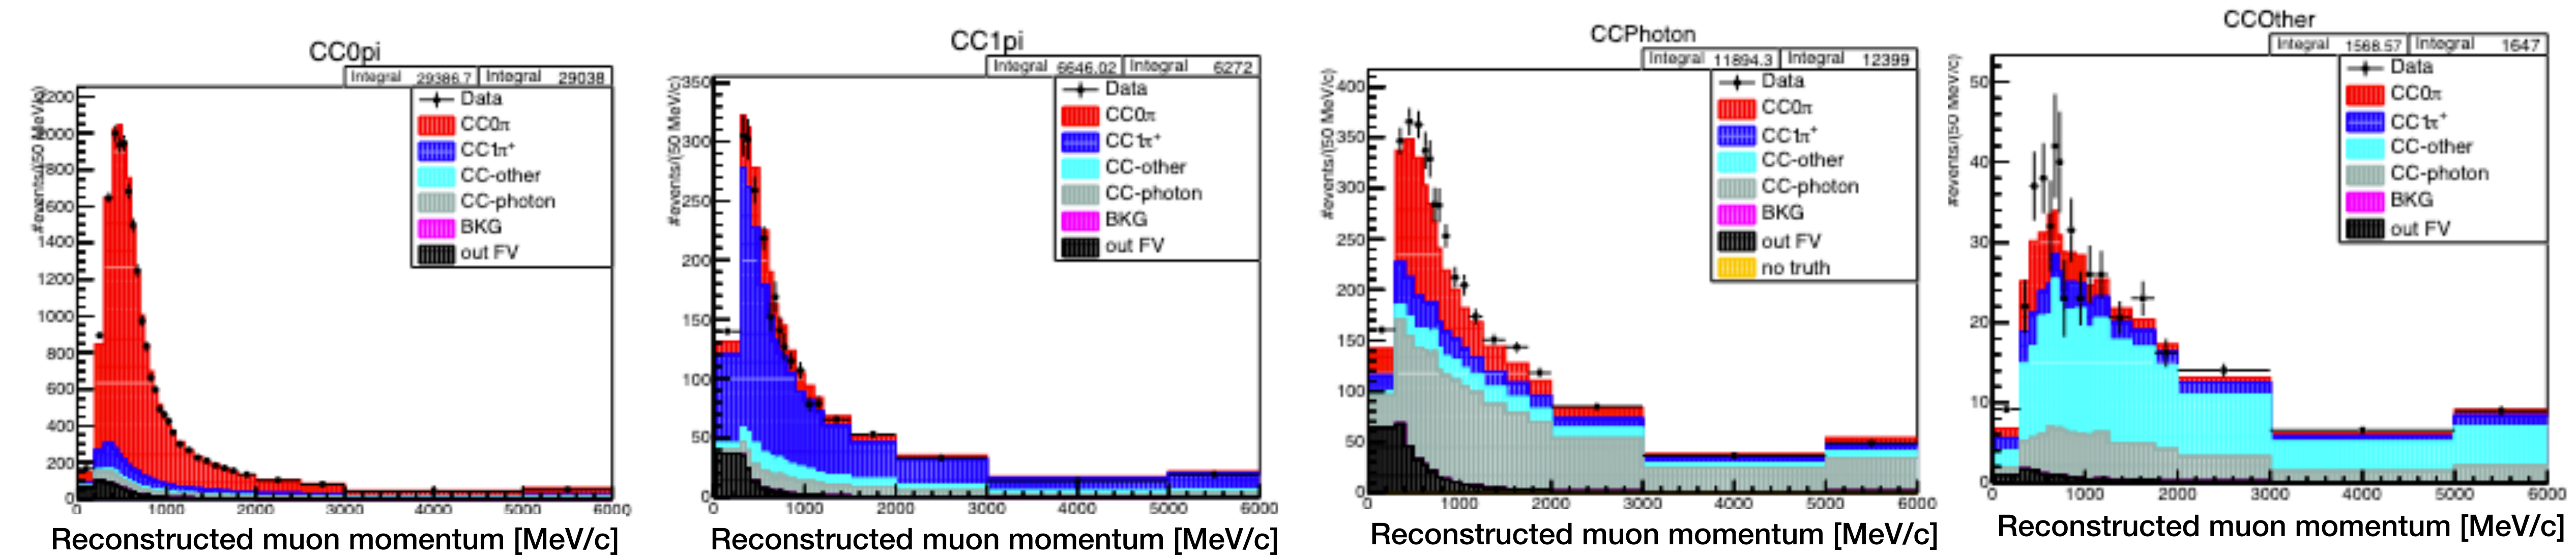 CC0pi
Integral 29386.7 Integral 29038
#events/(50 MeV/c)
2200
2000
1800
1600
1400
1200
1000
800
600
400
200
0
Data
CC0π
CC1π⁺
CC-other
CC-photon
BKG
out FV
0 1000 2000 3000 4000 5000 6000
Reconstructed muon momentum [MeV/c]
CC1pi
Integral 6646.02 Integral 6272
#events/(50 MeV/c)
350
300
250
200
150
100
50
0
Data
CC0π
CC1π⁺
CC-other
CC-photon
BKG
out FV
0 1000 2000 3000 4000 5000 6000
Reconstructed muon momentum [MeV/c]
CCPhoton
Integral 11894.3 Integral 12399
#events/(50 MeV/c)
400
350
300
250
200
150
100
50
0
Data
CC0π
CC1π⁺
CC-other
CC-photon
BKG
out FV
no truth
0 1000 2000 3000 4000 5000 6000
Reconstructed muon momentum [MeV/c]
CCOther
Integral 1568.57 Integral 1647
#events/(50 MeV/c)
50
40
30
20
10
0
Data
CC0π
CC1π⁺
CC-other
CC-photon
BKG
out FV
0 1000 2000 3000 4000 5000 6000
Reconstructed muon momentum [MeV/c]